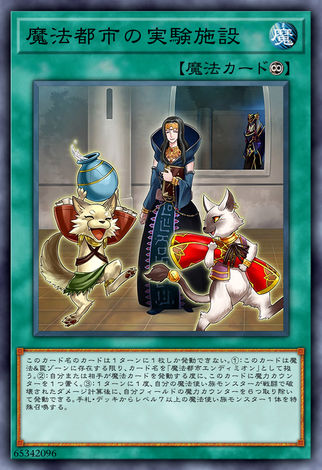 魔法都市の実験施設
魔
【魔法カード】
このカード名のカードは1ターンに1枚しか発動できない。①:このカードは魔
法&罠ゾーンに存在する限り、カード名を「魔法都市エンディミオン」として扱
う。②:自分または相手が魔法カードを発動する度に、このカードに魔力カウ
ンターを1つ置く。③:1ターンに1度、自分の魔法使い族モンスターが戦闘で破
壊されたダメージ計算後に、自分フィールドの魔力カウンターを6つ取り除い
て発動できる。手札・デッキからレベル7以上の魔法使い族モンスター1体を特
殊召喚する。
65342096